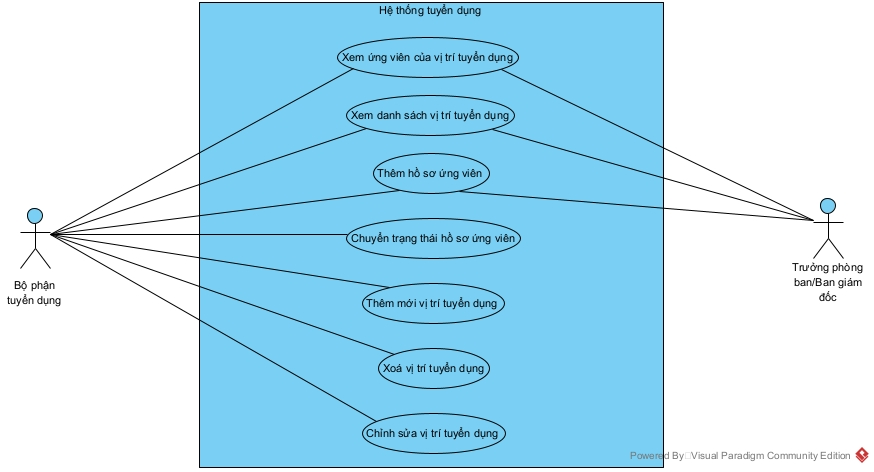 Hệ thống tuyển dụng
Xem ứng viên của vị trí tuyển dụng
Xem danh sách vị trí tuyển dụng
Thêm hồ sơ ứng viên
Chuyển trạng thái hồ sơ ứng viên
Thêm mới vị trí tuyển dụng
Xoá vị trí tuyển dụng
Chỉnh sửa vị trí tuyển dụng
Bộ phận
tuyển dụng
Trưởng phòng
ban/Ban giám
đốc
Powered By Visual Paradigm Community Edition